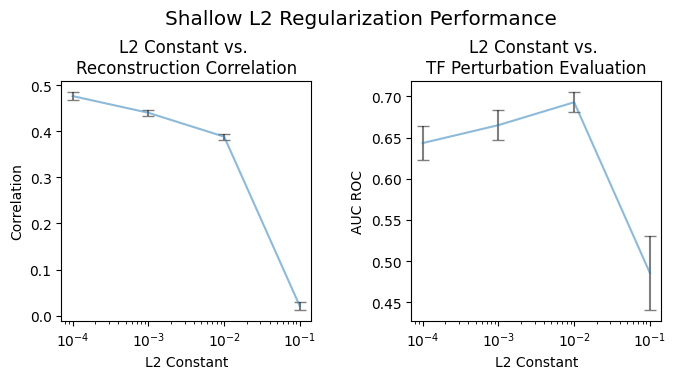 Shallow L2 Regularization Performance
L2 Constant vs.
Reconstruction Correlation
0.5
0.4
0.3
0.2
0.1
0.0
Correlation
10⁻⁴
10⁻³
10⁻²
10⁻¹
L2 Constant
L2 Constant vs.
TF Perturbation Evaluation
0.70
0.65
0.60
0.55
0.50
0.45
AUC ROC
10⁻⁴
10⁻³
10⁻²
10⁻¹
L2 Constant